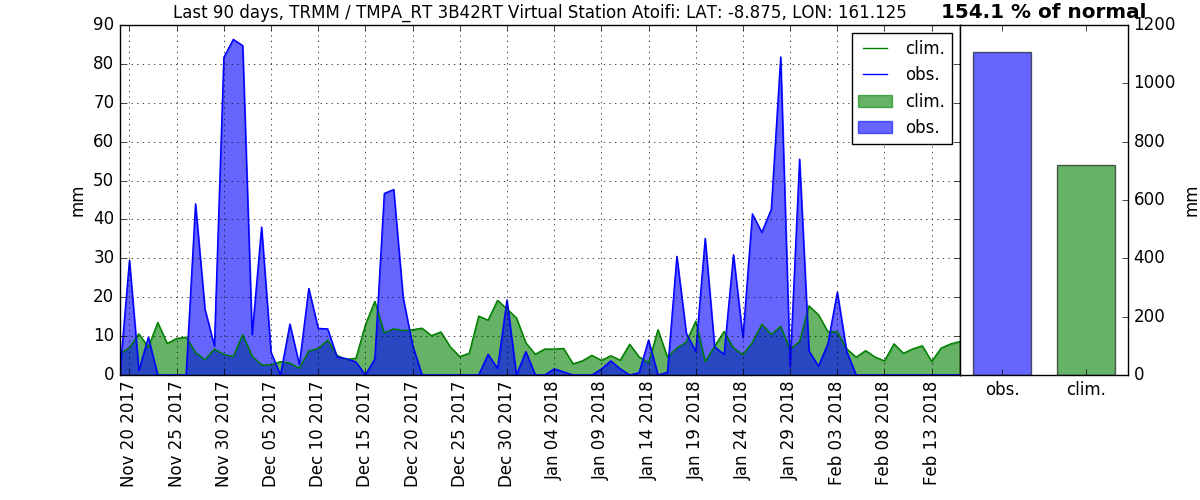 Last 90 days, TRMM / TMPA_RT 3B42RT Virtual Station Atoifi: LAT: -8.875, LON: 161.125
154.1 % of normal
90
80
70
60
50
40
30
20
10
0
mm
clim.
obs.
clim.
obs.
Nov 20 2017
Nov 25 2017
Nov 30 2017
Dec 05 2017
Dec 10 2017
Dec 15 2017
Dec 20 2017
Dec 25 2017
Dec 30 2017
Jan 04 2018
Jan 09 2018
Jan 14 2018
Jan 19 2018
Jan 24 2018
Jan 29 2018
Feb 03 2018
Feb 08 2018
Feb 13 2018
1200
1000
800
600
400
200
0
mm
obs.
clim.